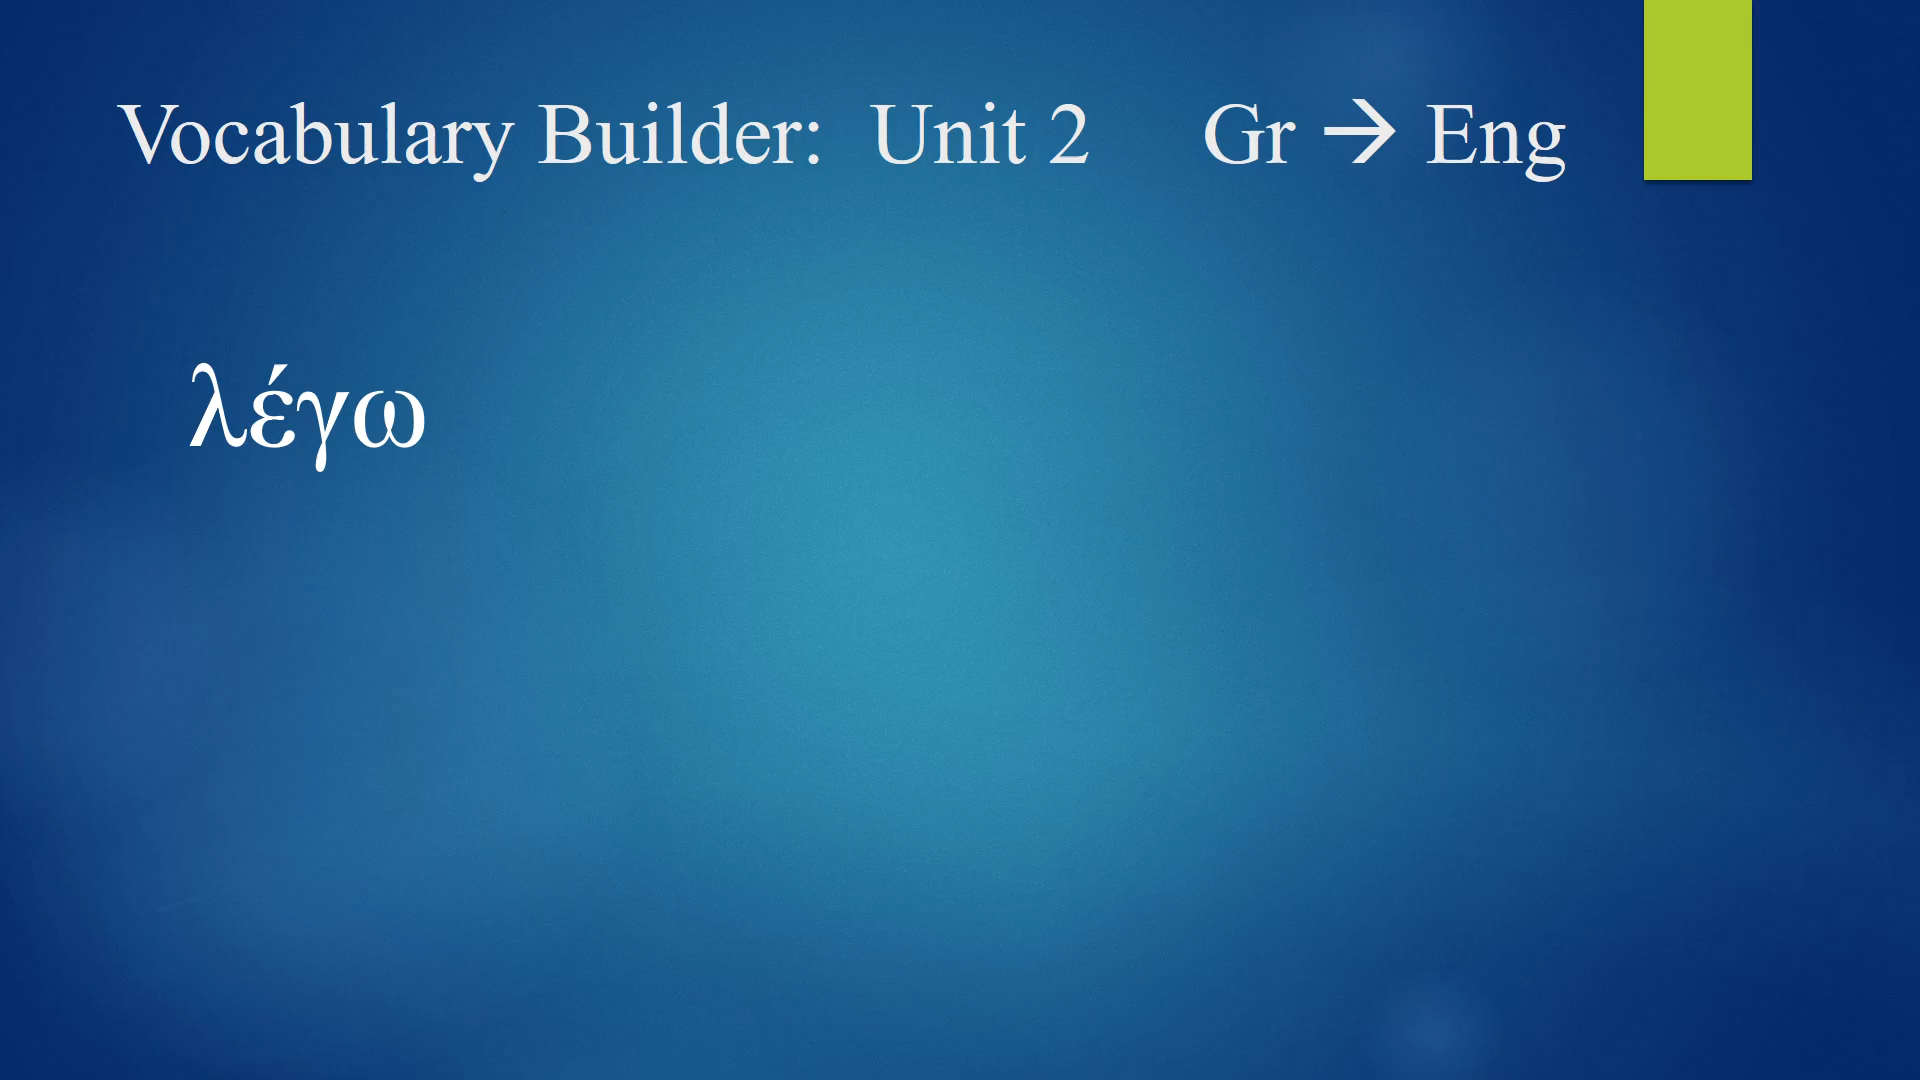 Vocabulary Builder: Unit 2 Gr → Eng
λέγω